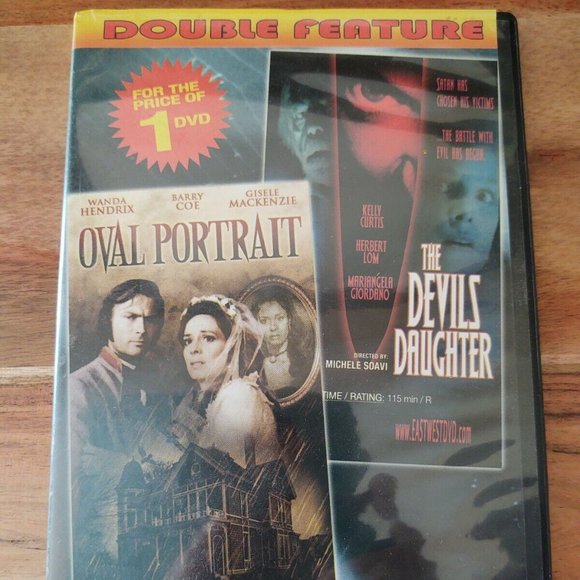 DOUBLE FEATURE
FOR THE
PRICE OF
1 DVD
SATAN HAS
CHOSEN HIS VICTIMS
THE BATTLE WITH
EVIL HAS BEGUN.
KELLY
CURTIS
HERBERT
LOM
MARIANGELA
GIORDANO
THE
DEVILS
DAUGHTER
DIRECTED BY:
MICHELE SOAVI
TIME / RATING: 115 min / R
www.EASTWESTDVD.com
WANDA
HENDRIX
BARRY
COE
GISELE
MACKENZIE
OVAL PORTRAIT